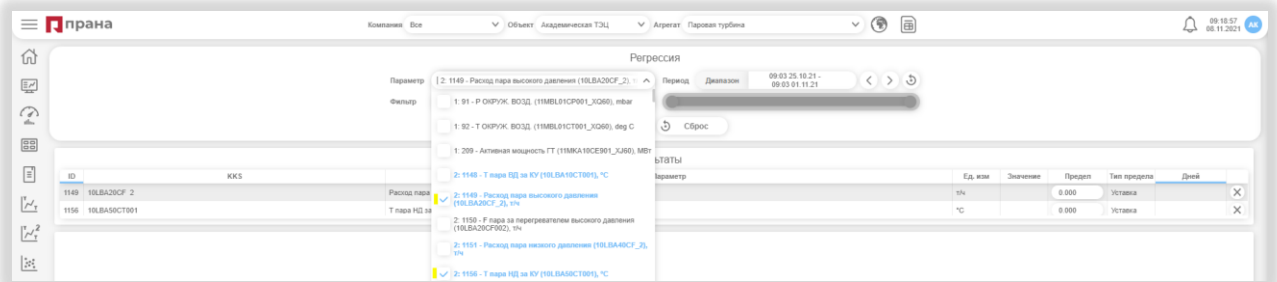 прана
Компания Все Объект Академическая ТЭЦ Агрегат Паровая турбина
09:10:57
08.11.2021
АК
Регрессия
Параметр 2: 1149 - Расход пара высокого давления (10LBA20CF_2), т Период Диапазон 09:03 25.10.21 -
09:03 01.11.21
Фильтр
1: 91 - P ОКРУЖ. ВОЗД. (11MBL01CP001_XQ60), mbar
1: 92 - T ОКРУЖ. ВОЗД. (11MBL01CT001_XQ60), deg C
Сброс
1: 209 - Активная мощность ГТ (11MKA10CE901_XJ60), МВт
ьтаты
ID KKS араметр Ед. изм Значение Предел Тип предела Дней
2: 1148 - T пара ВД за КУ (10LBA10CT001), °C
1149 10LBA20CF_2 Расход пара т/ч 0.000 Уставка
2: 1149 - Расход пара высокого давления
(10LBA20CF_2), т/ч
1156 10LBA50CT001 T пара НД за °C 0.000 Уставка
2: 1150 - F пара за перегревателем высокого давления
(10LBA20CF002), т/ч
2: 1151 - Расход пара низкого давления (10LBA40CF_2),
т/ч
2: 1156 - T пара НД за КУ (10LBA50CT001), °C